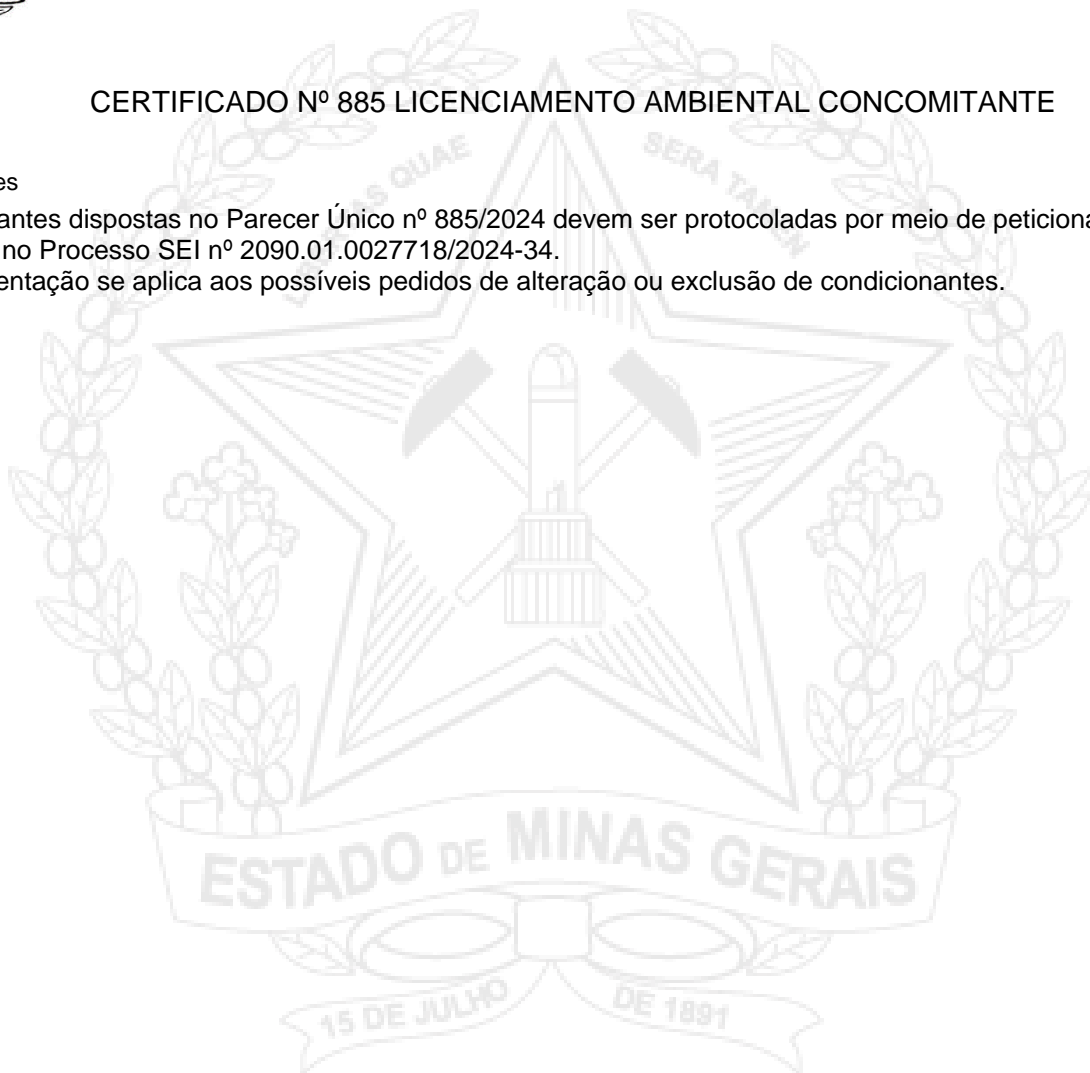 CERTIFICADO Nº 885 LICENCIAMENTO AMBIENTAL CONCOMITANTE
es
antes dispostas no Parecer Único nº 885/2024 devem ser protocoladas por meio de peticiona
no Processo SEI nº 2090.01.0027718/2024-34.
entação se aplica aos possíveis pedidos de alteração ou exclusão de condicionantes.
LIBERTAS QUAE SERA TAMEN
ESTADO DE MINAS GERAIS
15 DE JULHO DE 1891